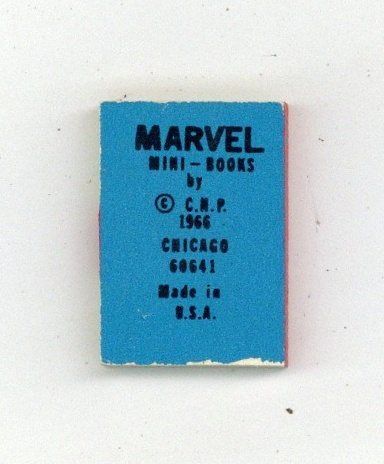 MARVEL
MINI-BOOKS
by
© C.N.P.
1966
CHICAGO
60641
Made in
U.S.A.